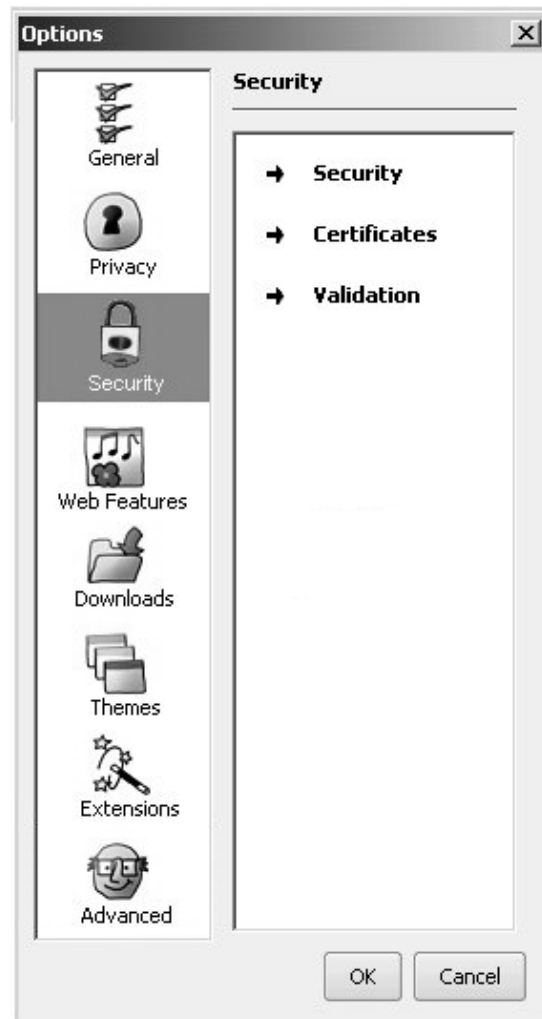 Options
General
Privacy
Security
Web Features
Downloads
Themes
Extensions
Advanced
Security
Security
Certificates
Validation
OK
Cancel